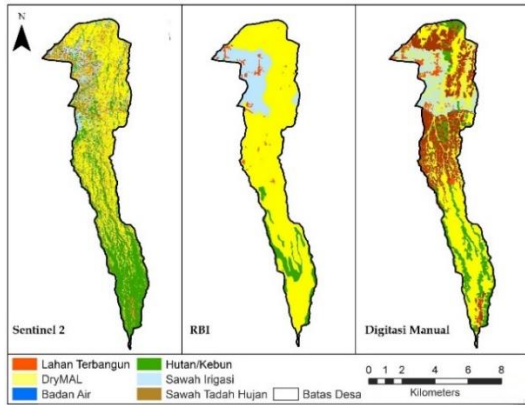 N
Sentinel 2
RBI
Digitasi Manual
Lahan Terbangun
DryMAL
Badan Air
Hutan/Kebun
Sawah Irigasi
Sawah Tadah Hujan
Batas Desa
0 1 2 4 6 8
Kilometers